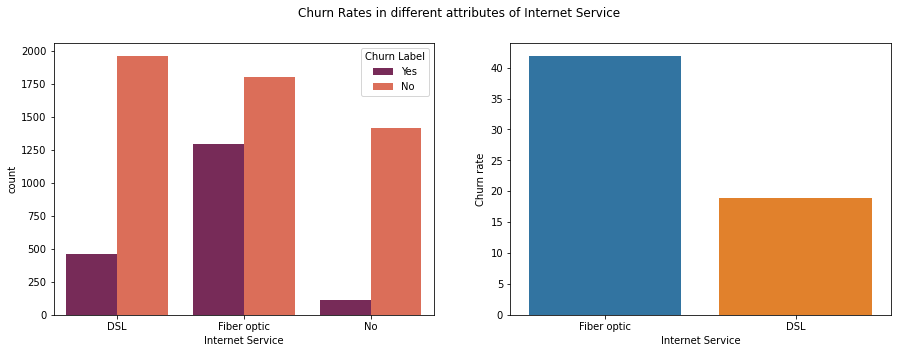 Churn Rates in different attributes of Internet Service
2000
1750
1500
1250
1000
750
500
250
0
count
DSL
Fiber optic
No
Internet Service
Churn Label
Yes
No
40
35
30
25
20
15
10
5
0
Churn rate
Fiber optic
DSL
Internet Service